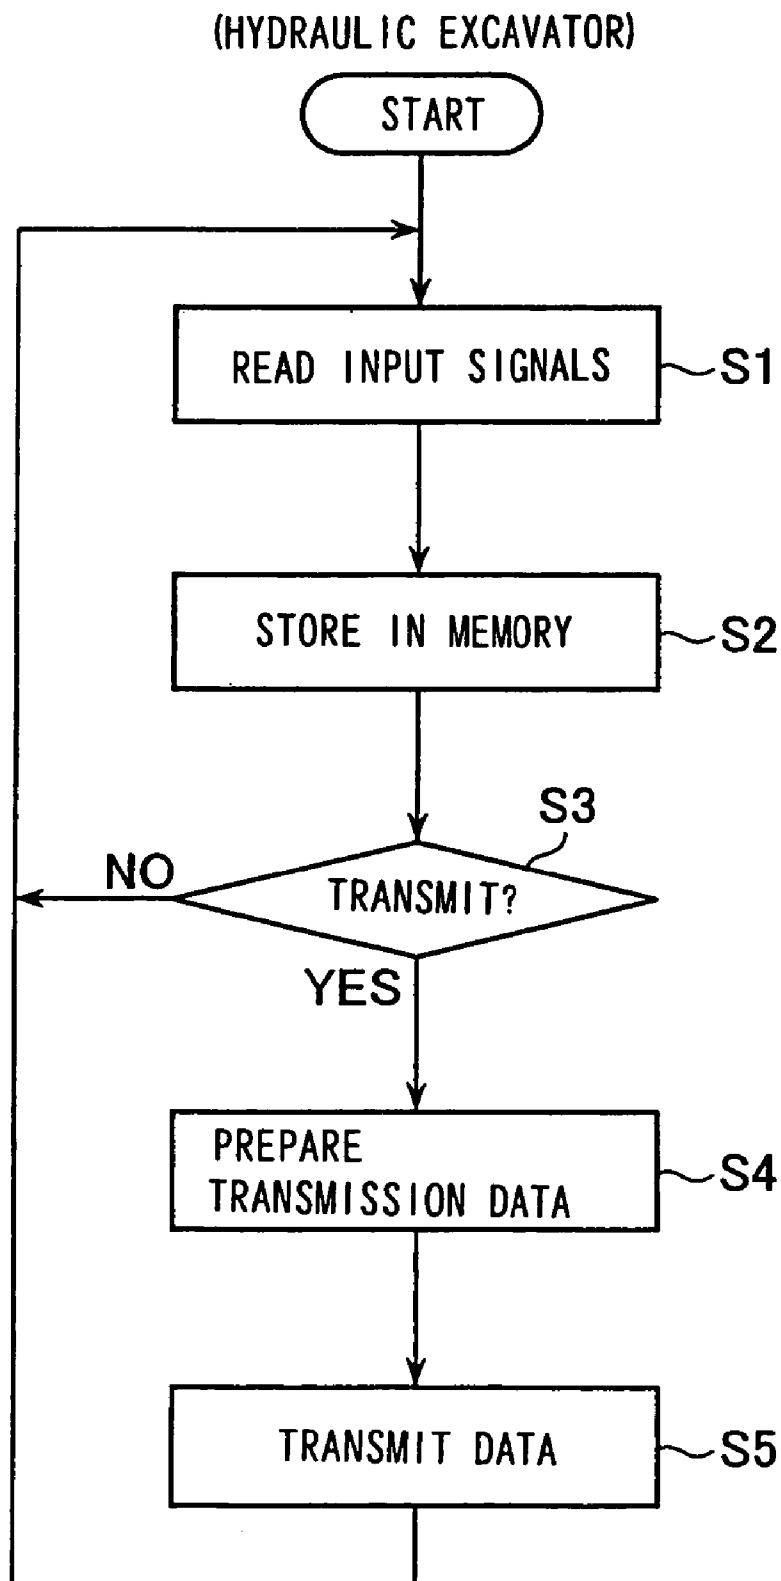 (HYDRAULIC EXCAVATOR)
START
READ INPUT SIGNALS
S1
STORE IN MEMORY
S2
S3
NO
TRANSMIT?
YES
PREPARE
TRANSMISSION DATA
S4
TRANSMIT DATA
S5